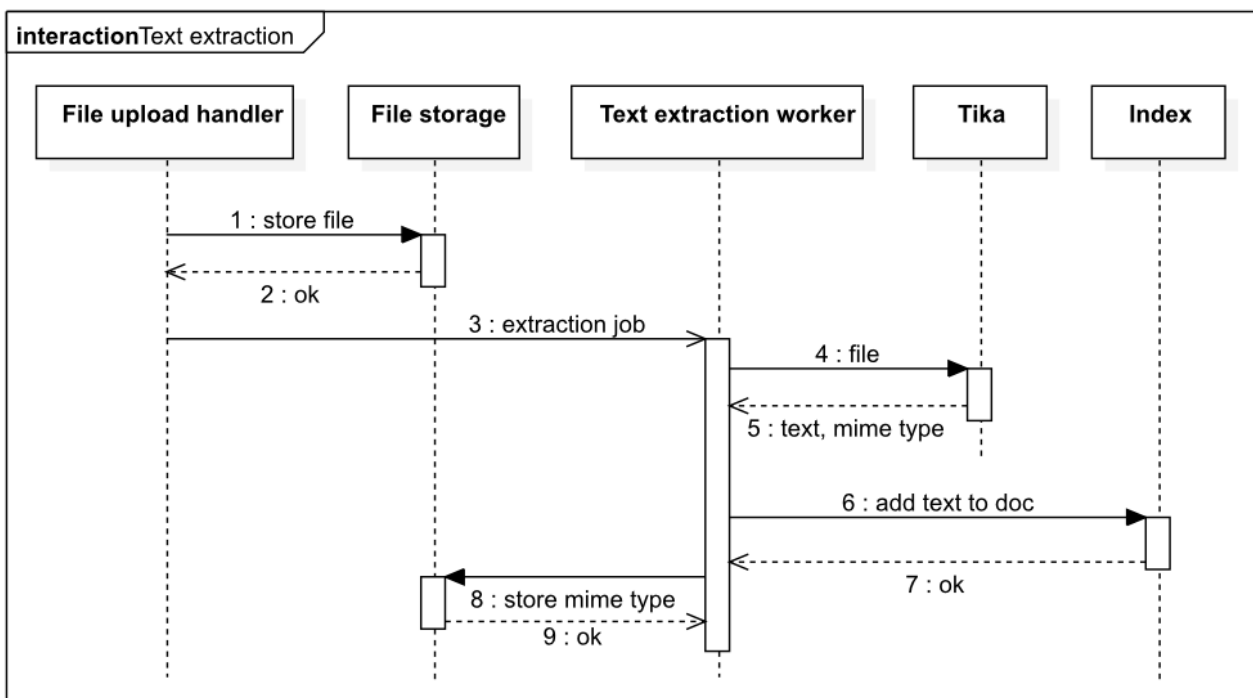 interactionText extraction
File upload handler
File storage
Text extraction worker
Tika
Index
1 : store file
2 : ok
3 : extraction job
4 : file
5 : text, mime type
6 : add text to doc
7 : ok
8 : store mime type
9 : ok